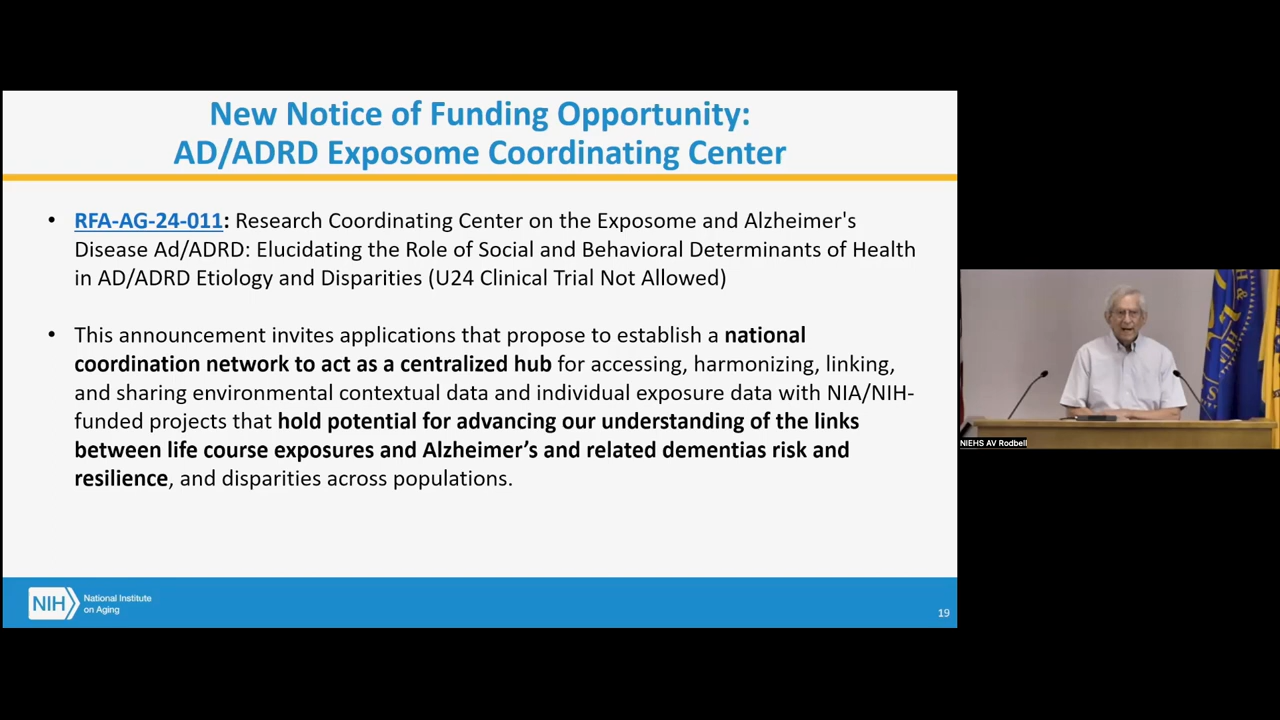 New Notice of Funding Opportunity:
AD/ADRD Exposome Coordinating Center
• RFA-AG-24-011: Research Coordinating Center on the Exposome and Alzheimer's
Disease Ad/ADRD: Elucidating the Role of Social and Behavioral Determinants of Health
in AD/ADRD Etiology and Disparities (U24 Clinical Trial Not Allowed)
• This announcement invites applications that propose to establish a national
coordination network to act as a centralized hub for accessing, harmonizing, linking,
and sharing environmental contextual data and individual exposure data with NIA/NIH-
funded projects that hold potential for advancing our understanding of the links
between life course exposures and Alzheimer’s and related dementias risk and
resilience, and disparities across populations.
NIH
National Institute
on Aging
19
NIEHS AV Rodbell